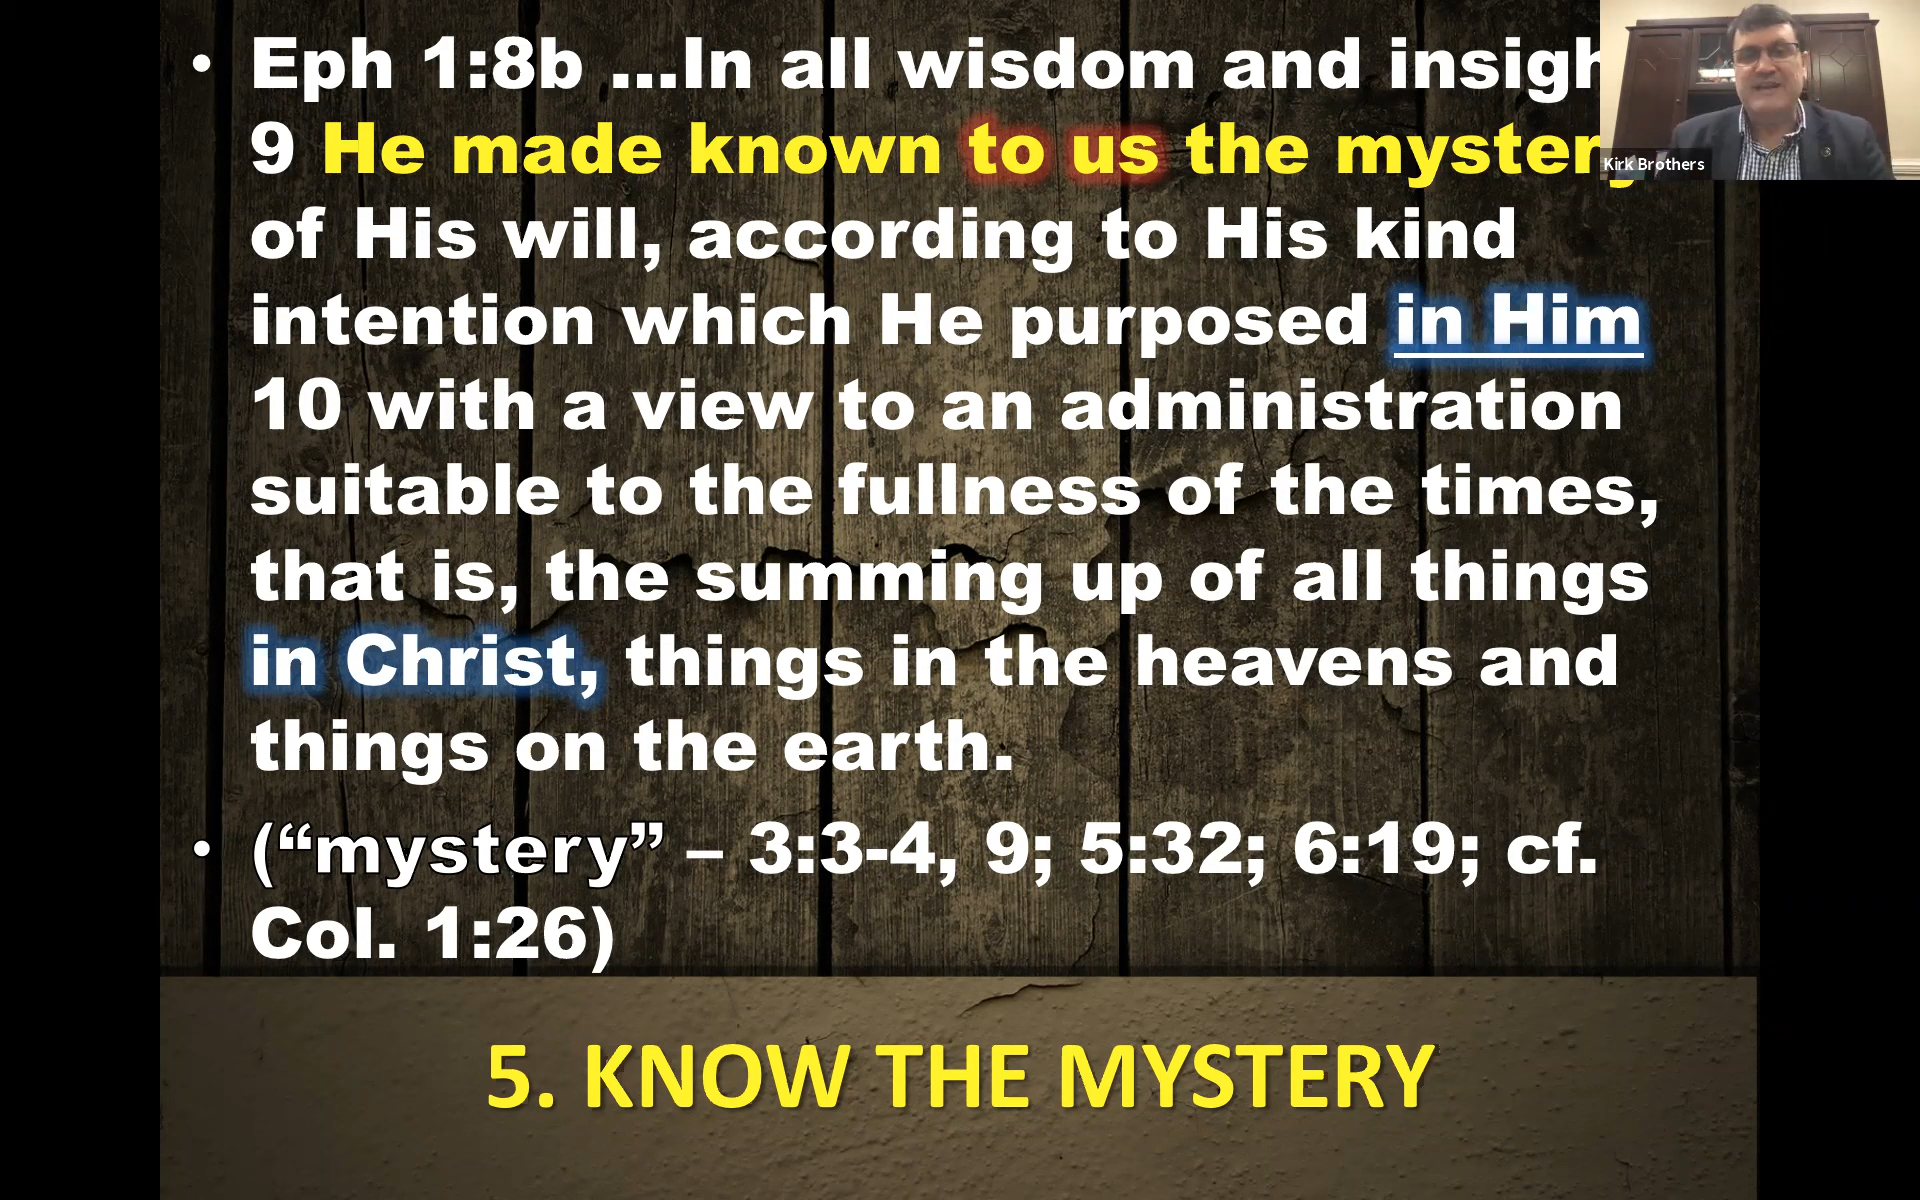 • Eph 1:8b ...In all wisdom and insigh
9 He made known to us the mystery
of His will, according to His kind
intention which He purposed in Him
10 with a view to an administration
suitable to the fullness of the times,
that is, the summing up of all things
in Christ, things in the heavens and
things on the earth.
• (“mystery” – 3:3-4, 9; 5:32; 6:19; cf.
Col. 1:26)
5. KNOW THE MYSTERY
Kirk Brothers